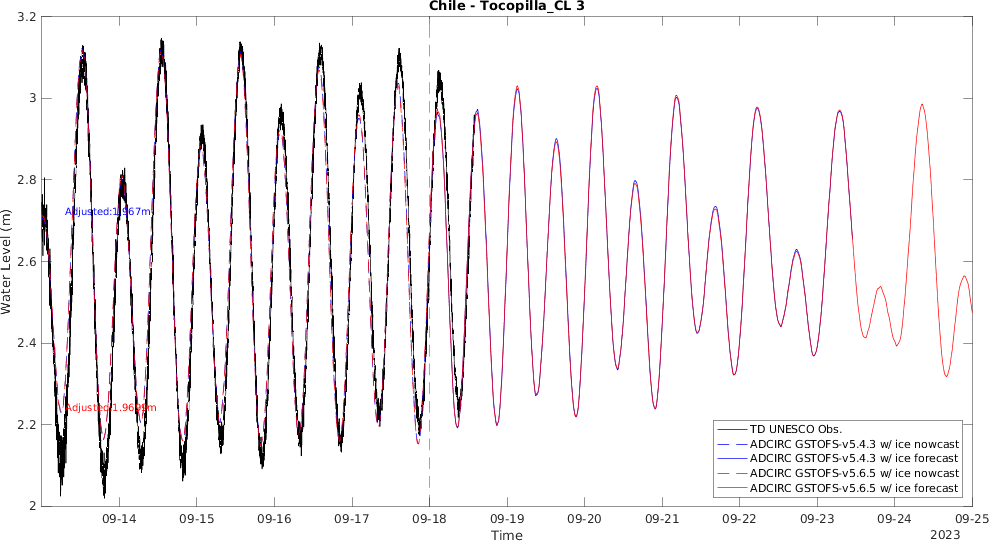 Chile - Tocopilla_CL 3
3.2
3
2.8
2.6
2.4
2.2
2
Water Level (m)
Adjusted:1.967m
Adjusted:1.9699m
TD UNESCO Obs.
ADCIRC GSTOFS-v5.4.3 w/ ice nowcast
ADCIRC GSTOFS-v5.4.3 w/ ice forecast
ADCIRC GSTOFS-v5.6.5 w/ ice nowcast
ADCIRC GSTOFS-v5.6.5 w/ ice forecast
09-14 09-15 09-16 09-17 09-18 09-19 09-20 09-21 09-22 09-23 09-24 09-25
Time
2023